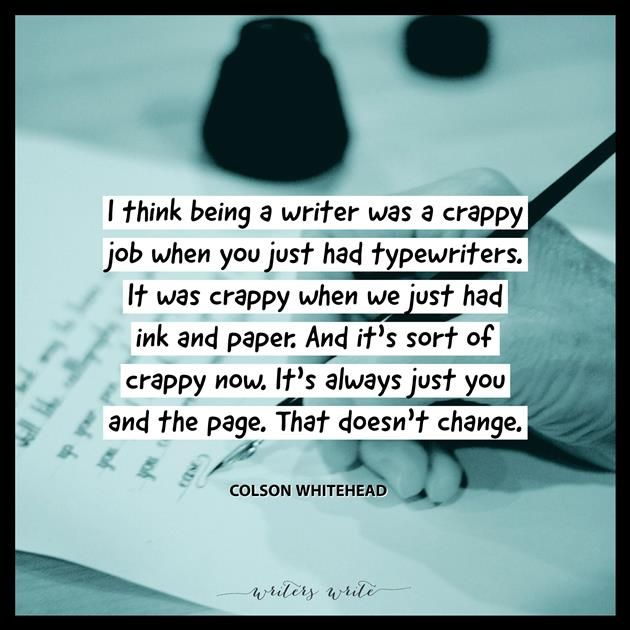 I think being a writer was a crappy
job when you just had typewriters.
It was crappy when we just had
ink and paper. And it's sort of
crappy now. It's always just you
and the page. That doesn't change.
COLSON WHITEHEAD
writers write